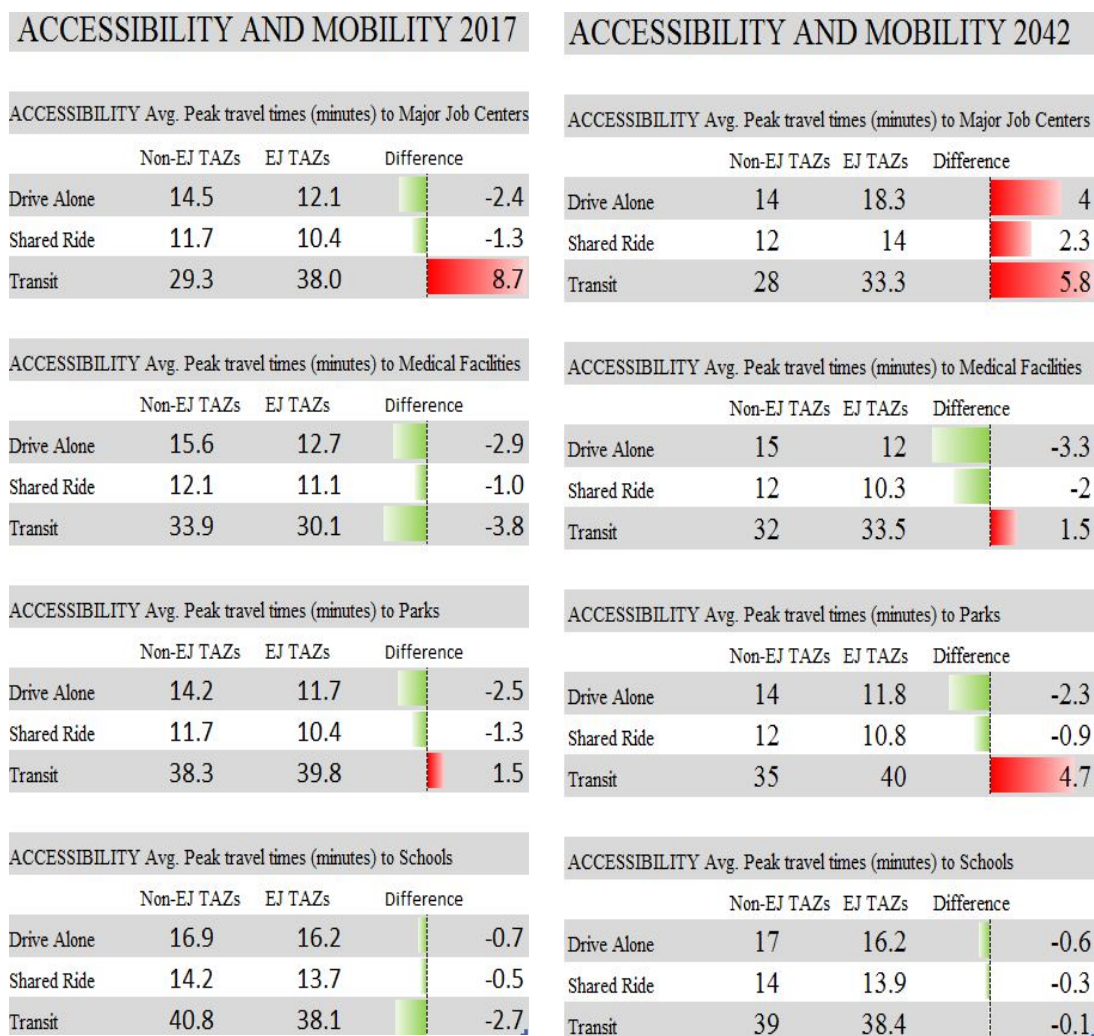 ACCESSIBILITY AND MOBILITY 2017
ACCESSIBILITY Avg. Peak travel times (minutes) to Major Job Centers
Non-EJ TAZs EJ TAZs Difference
Drive Alone 14.5 12.1 -2.4
Shared Ride 11.7 10.4 -1.3
Transit 29.3 38.0 8.7
ACCESSIBILITY Avg. Peak travel times (minutes) to Medical Facilities
Non-EJ TAZs EJ TAZs Difference
Drive Alone 15.6 12.7 -2.9
Shared Ride 12.1 11.1 -1.0
Transit 33.9 30.1 -3.8
ACCESSIBILITY Avg. Peak travel times (minutes) to Parks
Non-EJ TAZs EJ TAZs Difference
Drive Alone 14.2 11.7 -2.5
Shared Ride 11.7 10.4 -1.3
Transit 38.3 39.8 1.5
ACCESSIBILITY Avg. Peak travel times (minutes) to Schools
Non-EJ TAZs EJ TAZs Difference
Drive Alone 16.9 16.2 -0.7
Shared Ride 14.2 13.7 -0.5
Transit 40.8 38.1 -2.7
ACCESSIBILITY AND MOBILITY 2042
ACCESSIBILITY Avg. Peak travel times (minutes) to Major Job Centers
Non-EJ TAZs EJ TAZs Difference
Drive Alone 14 18.3 4
Shared Ride 12 14 2.3
Transit 28 33.3 5.8
ACCESSIBILITY Avg. Peak travel times (minutes) to Medical Facilities
Non-EJ TAZs EJ TAZs Difference
Drive Alone 15 12 -3.3
Shared Ride 12 10.3 -2
Transit 32 33.5 1.5
ACCESSIBILITY Avg. Peak travel times (minutes) to Parks
Non-EJ TAZs EJ TAZs Difference
Drive Alone 14 11.8 -2.3
Shared Ride 12 10.8 -0.9
Transit 35 40 4.7
ACCESSIBILITY Avg. Peak travel times (minutes) to Schools
Non-EJ TAZs EJ TAZs Difference
Drive Alone 17 16.2 -0.6
Shared Ride 14 13.9 -0.3
Transit 39 38.4 -0.1